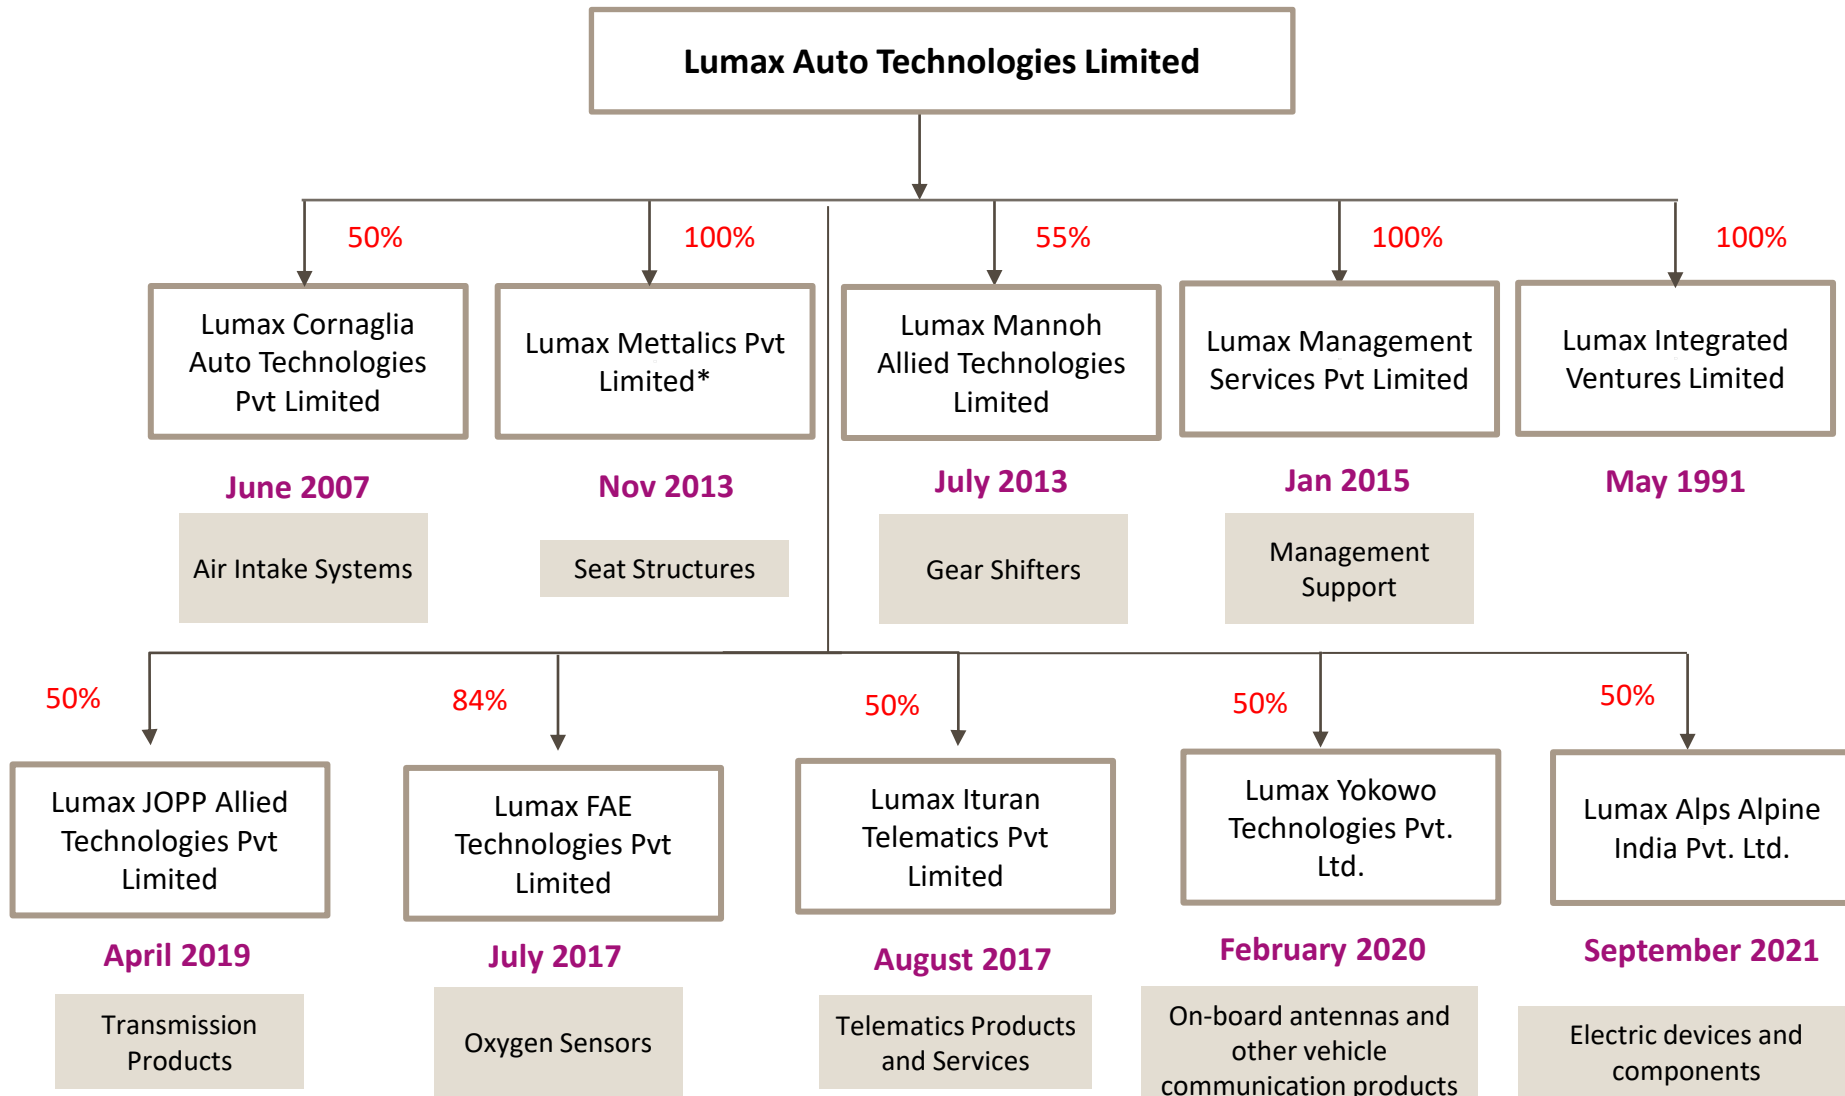 Lumax Auto Technologies Limited
50%
100%
55%
100%
100%
Lumax Cornaglia
Auto Technologies
Pvt Limited
Lumax Mettalics Pvt
Limited*
Lumax Mannoh
Allied Technologies
Limited
Lumax Management
Services Pvt Limited
Lumax Integrated
Ventures Limited
June 2007
Nov 2013
July 2013
Jan 2015
May 1991
Air Intake Systems
Seat Structures
Gear Shifters
Management
Support
50%
84%
50%
50%
50%
Lumax JOPP Allied
Technologies Pvt
Limited
Lumax FAE
Technologies Pvt
Limited
Lumax Ituran
Telematics Pvt
Limited
Lumax Yokowo
Technologies Pvt.
Ltd.
Lumax Alps Alpine
India Pvt. Ltd.
April 2019
July 2017
August 2017
February 2020
September 2021
Transmission
Products
Oxygen Sensors
Telematics Products
and Services
On-board antennas and
other vehicle
communication products
Electric devices and
components